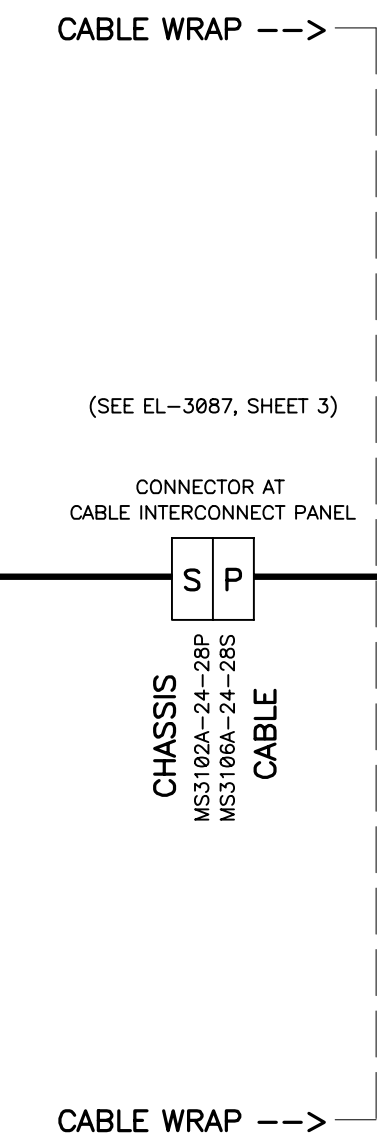 CABLE WRAP -->
(SEE EL-3087, SHEET 3)
CONNECTOR AT
CABLE INTERCONNECT PANEL
S P
CHASSIS
MS3102A-24-28P
MS3106A-24-28S
CABLE
CABLE WRAP -->